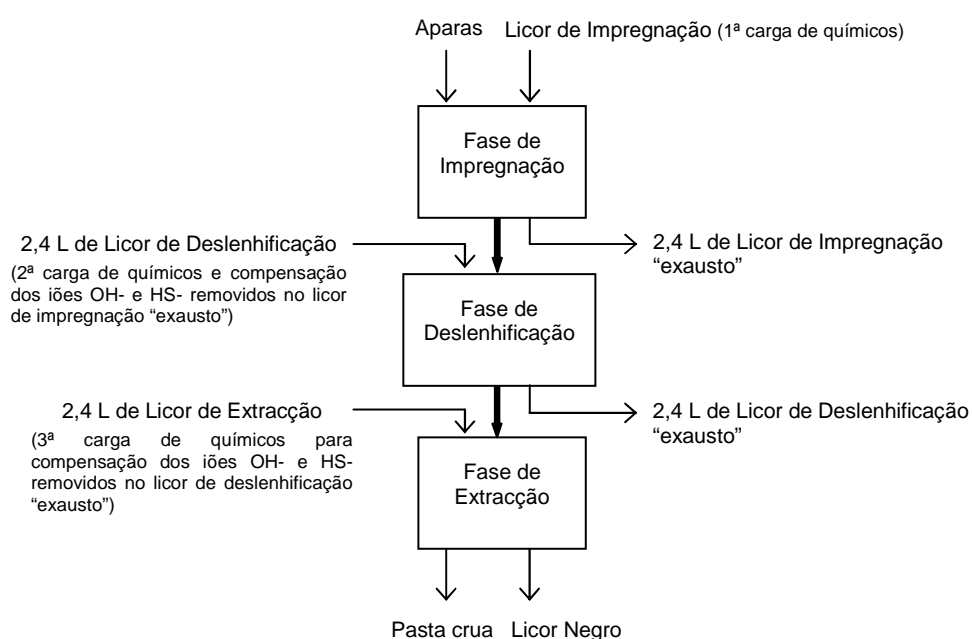 Aparas Licor de Impregnação (1ª carga de químicos)
Fase de
Impregnação
2,4 L de Licor de Deslenhificação
(2ª carga de químicos e compensação
dos iões OH- e HS- removidos no licor
de impregnação “exausto”)
2,4 L de Licor de Impregnação
“exausto”
Fase de
Deslenhificação
2,4 L de Licor de Extracção
(3ª carga de químicos para
compensação dos iões OH- e HS-
removidos no licor de deslenhificação
“exausto”)
2,4 L de Licor de Deslenhificação
“exausto”
Fase de
Extracção
Pasta crua Licor Negro